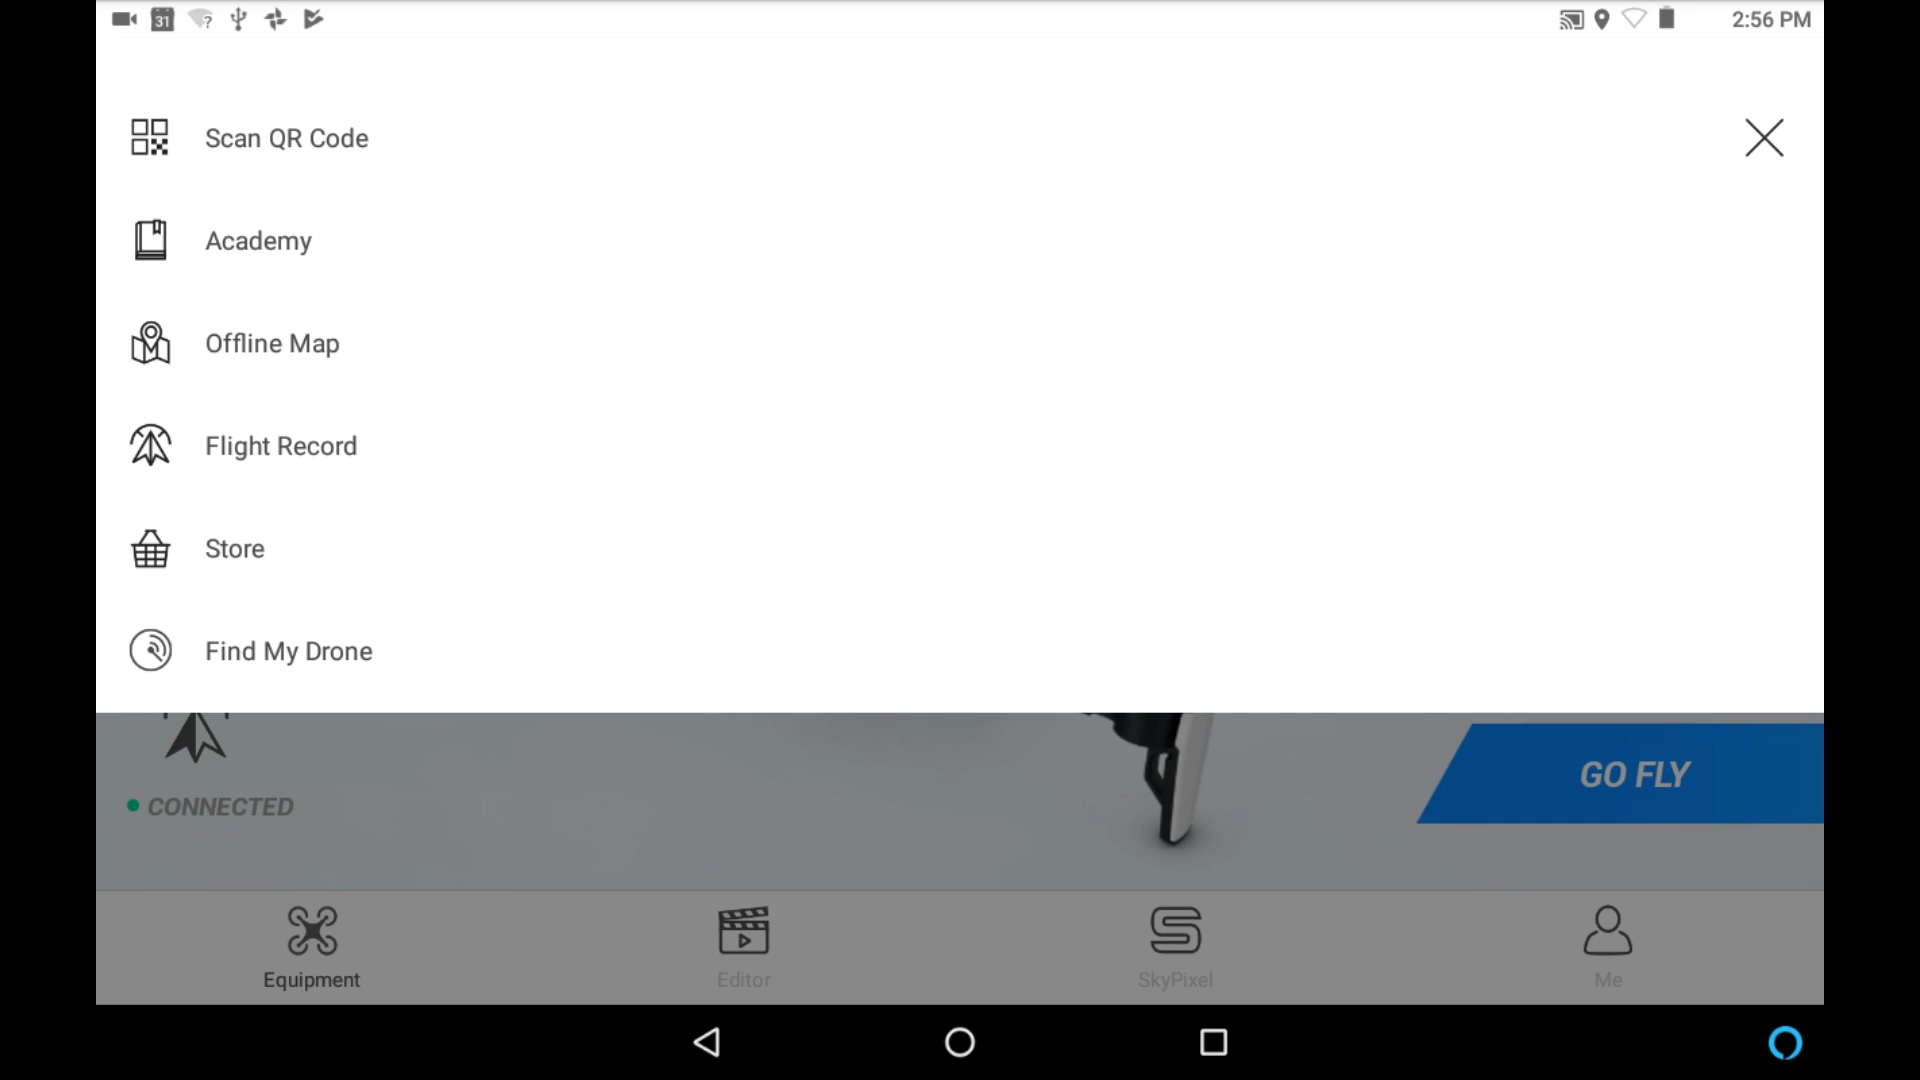 31
?
2:56 PM
Scan QR Code
Academy
Offline Map
Flight Record
Store
Find My Drone
GO FLY
CONNECTED
Equipment
Editor
SkyPixel
Me